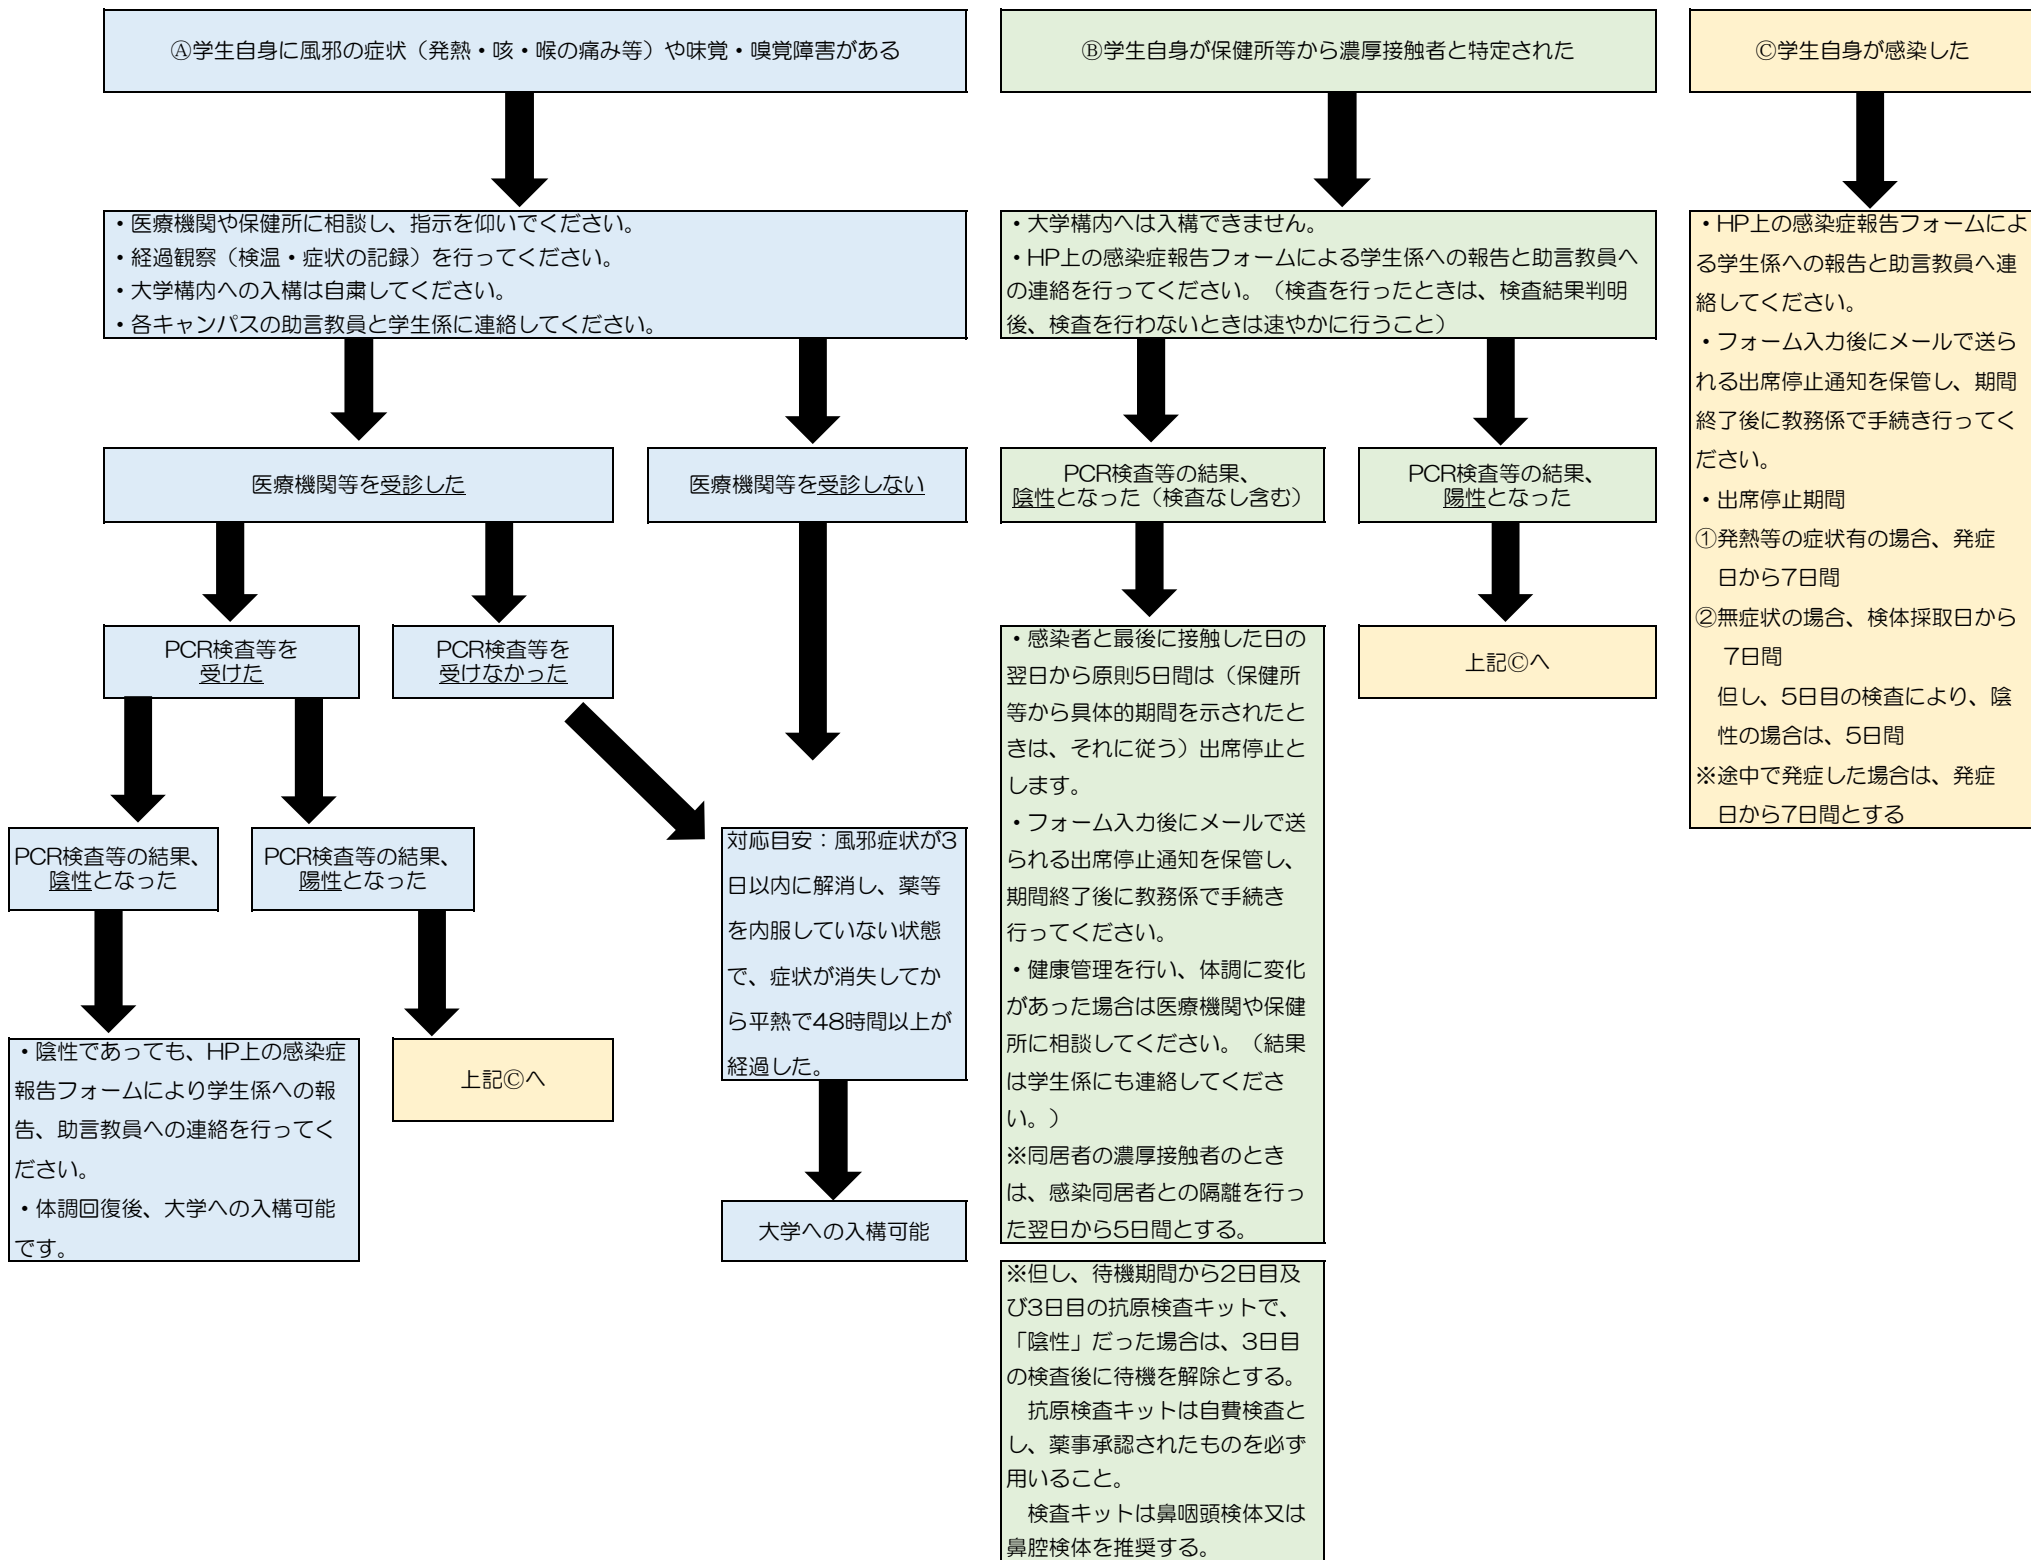 Ⓐ学生自身に風邪の症状（発熱・咳・喉の痛み等）や味覚・嗅覚障害がある
Ⓑ学生自身が保健所等から濃厚接触者と特定された
Ⓒ学生自身が感染した
・医療機関や保健所に相談し、指示を仰いでください。
・経過観察（検温・症状の記録）を行ってください。
・大学構内への入構は自粛してください。
・各キャンパスの助言教員と学生係に連絡してください。
・大学構内へは入構できません。
・HP上の感染症報告フォームによる学生係への報告と助言教員へ
の連絡を行ってください。（検査を行ったときは、検査結果判明
後、検査を行わないときは速やかに行うこと）
・HP上の感染症報告フォームによ
る学生係への報告と助言教員へ連
絡してください。
・フォーム入力後にメールで送ら
れる出席停止通知を保管し、期間
終了後に教務係で手続き行ってく
ださい。
・出席停止期間
①発熱等の症状有の場合、発症
日から7日間
②無症状の場合、検体採取日から
7日間
但し、5日目の検査により、陰
性の場合は、5日間
※途中で発症した場合は、発症
日から7日間とする
医療機関等を受診した
医療機関等を受診しない
PCR検査等の結果、
陰性となった（検査なし含む）
PCR検査等の結果、
陽性となった
PCR検査等を
受けた
PCR検査等を
受けなかった
・感染者と最後に接触した日の
翌日から原則5日間は（保健所
等から具体的期間を示されたと
きは、それに従う）出席停止と
します。
・フォーム入力後にメールで送
られる出席停止通知を保管し、
期間終了後に教務係で手続き
行ってください。
・健康管理を行い、体調に変化
があった場合は医療機関や保健
所に相談してください。（結果
は学生係にも連絡してくださ
い。）
※同居者の濃厚接触者のとき
は、感染同居者との隔離を行っ
た翌日から5日間とする。
上記Ⓒへ
PCR検査等の結果、
陰性となった
PCR検査等の結果、
陽性となった
対応目安：風邪症状が3
日以内に解消し、薬等
を内服していない状態
で、症状が消失してか
ら平熱で48時間以上が
経過した。
・陰性であっても、HP上の感染症
報告フォームにより学生係への報
告、助言教員への連絡を行ってく
ださい。
・体調回復後、大学への入構可能
です。
上記Ⓒへ
大学への入構可能
※但し、待機期間から2日目及
び3日目の抗原検査キットで、
「陰性」だった場合は、3日目
の検査後に待機を解除とする。
抗原検査キットは自費検査と
し、薬事承認されたものを必ず
用いること。
検査キットは鼻咽頭検体又は
鼻腔検体を推奨する。